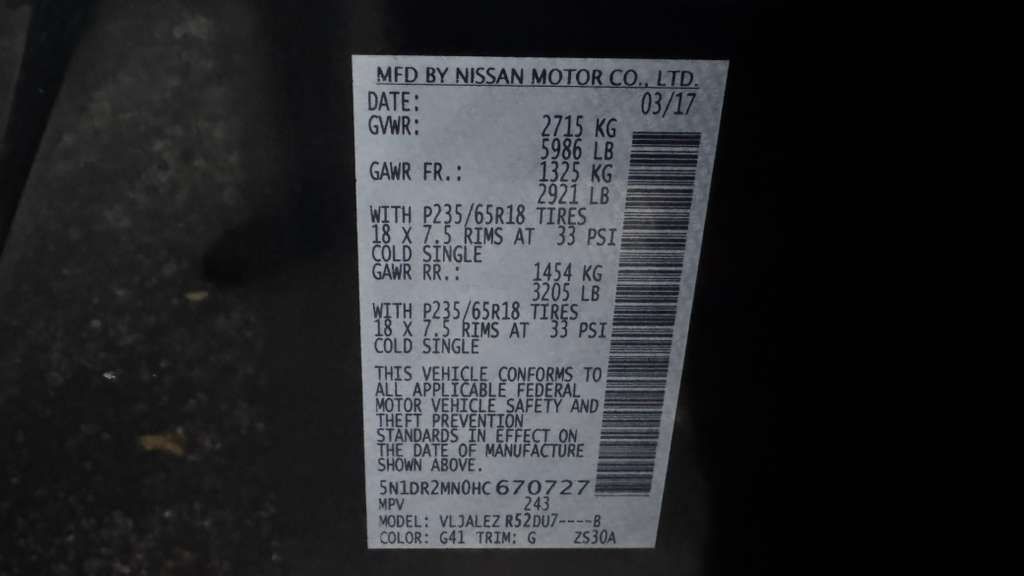 MFD BY NISSAN MOTOR CO., LTD.
DATE: 03/17
GVWR: 2715 KG
5986 LB
GAWR FR.: 1325 KG
2921 LB
WITH P235/65R18 TIRES
18 X 7.5 RIMS AT 33 PSI
COLD SINGLE
GAWR RR.: 1454 KG
3205 LB
WITH P235/65R18 TIRES
18 X 7.5 RIMS AT 33 PSI
COLD SINGLE
THIS VEHICLE CONFORMS TO
ALL APPLICABLE FEDERAL
MOTOR VEHICLE SAFETY AND
THEFT PREVENTION
STANDARDS IN EFFECT ON
THE DATE OF MANUFACTURE
SHOWN ABOVE.
5N1DR2MN0HC670727
MPV 243
MODEL: VLJALEZ R52DU7----B
COLOR: G41 TRIM: G ZS30A